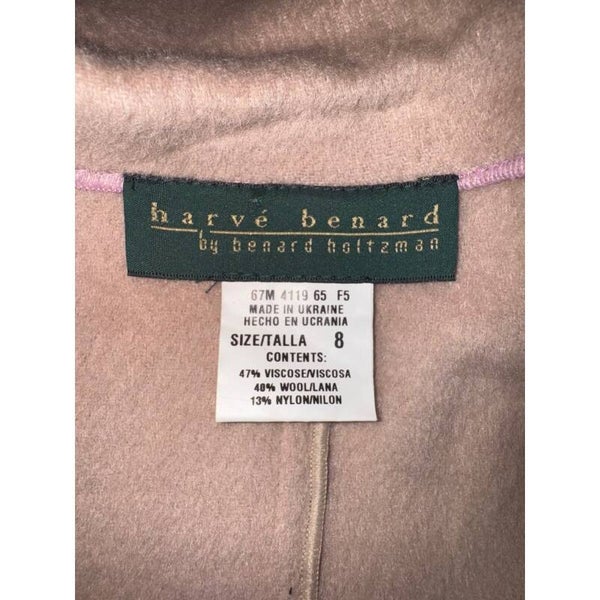 harvé benard
by benard holtzman
67M 4119 65 F5
MADE IN UKRAINE
HECHO EN UCRANIA
SIZE/TALLA 8
CONTENTS:
47% VISCOSE/VISCOSA
40% WOOL/LANA
13% NYLON/NILON